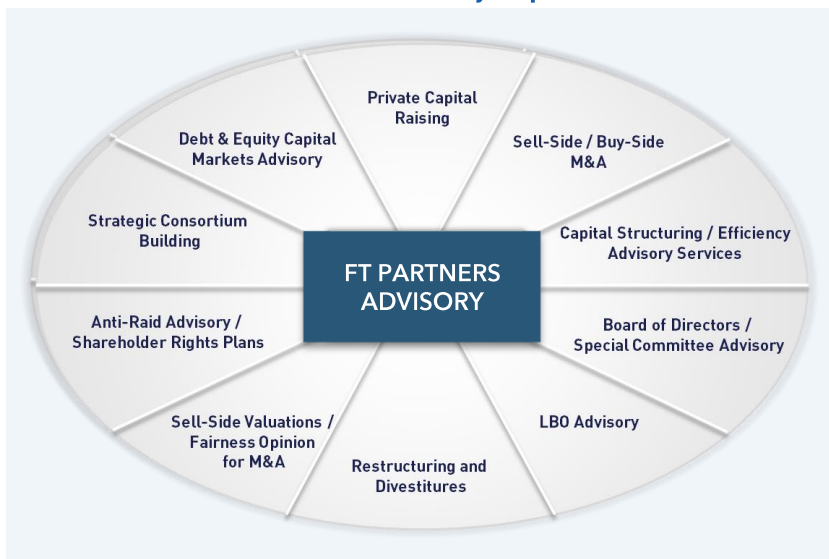 Private Capital
Raising
Debt & Equity Capital
Markets Advisory
Sell-Side / Buy-Side
M&A
Strategic Consortium
Building
Capital Structuring / Efficiency
Advisory Services
FT PARTNERS
ADVISORY
Anti-Raid Advisory /
Shareholder Rights Plans
Board of Directors /
Special Committee Advisory
Sell-Side Valuations /
Fairness Opinion
for M&A
LBO Advisory
Restructuring and
Divestitures